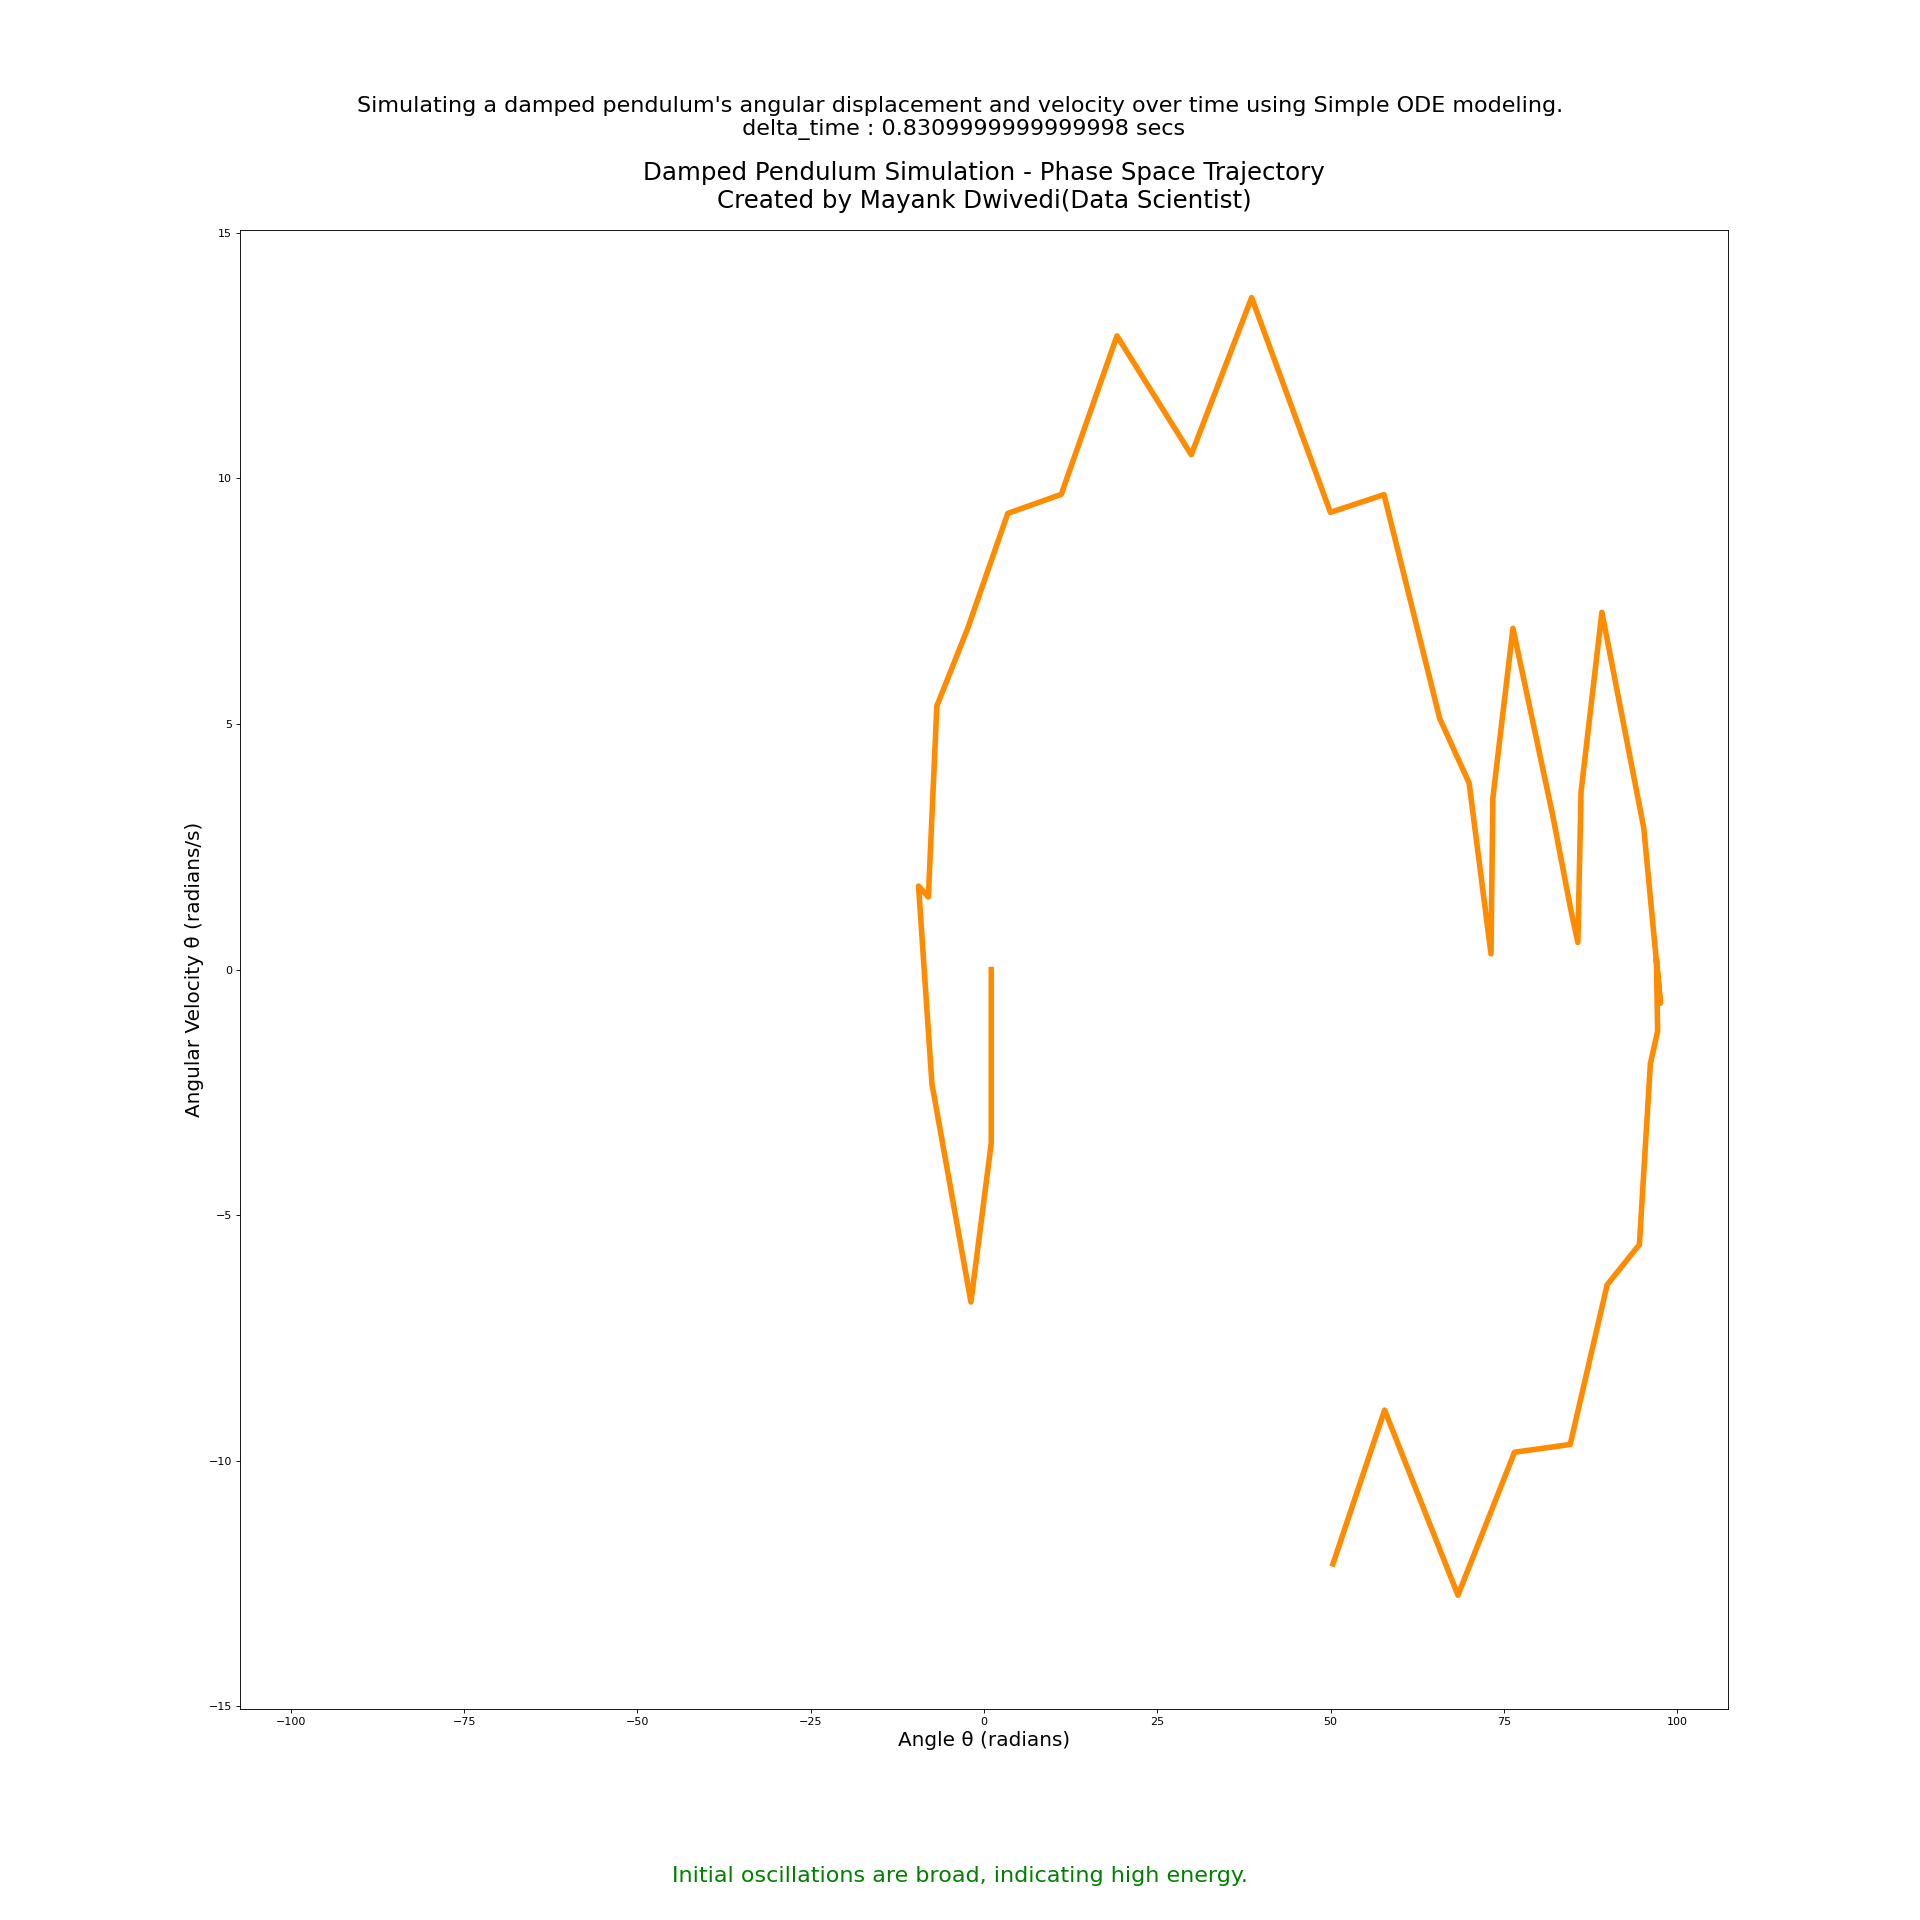 Simulating a damped pendulum's angular displacement and velocity over time using Simple ODE modeling.
delta_time : 0.8309999999999998 secs
Damped Pendulum Simulation - Phase Space Trajectory
Created by Mayank Dwivedi(Data Scientist)
15
10
5
0
−5
−10
−15
Angular Velocity θ (radians/s)
−100
−75
−50
−25
0
25
50
75
100
Angle θ (radians)
Initial oscillations are broad, indicating high energy.